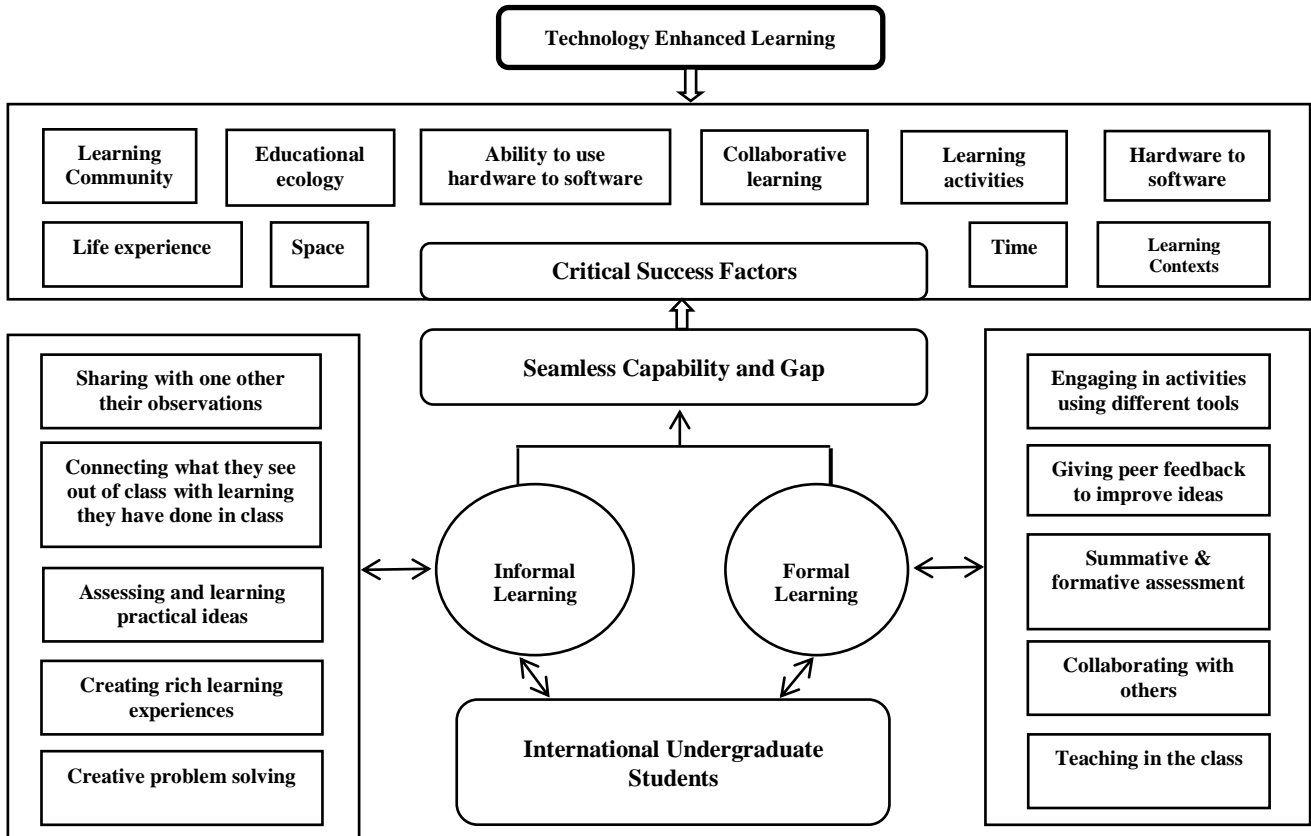 Technology Enhanced Learning
Learning
Community
Educational
ecology
Ability to use
hardware to software
Collaborative
learning
Learning
activities
Hardware to
software
Life experience
Space
Critical Success Factors
Time
Learning
Contexts
Seamless Capability and Gap
Sharing with one other
their observations
Connecting what they see
out of class with learning
they have done in class
Assessing and learning
practical ideas
Creating rich learning
experiences
Creative problem solving
Informal
Learning
Formal
Learning
International Undergraduate
Students
Engaging in activities
using different tools
Giving peer feedback
to improve ideas
Summative &
formative assessment
Collaborating with
others
Teaching in the class